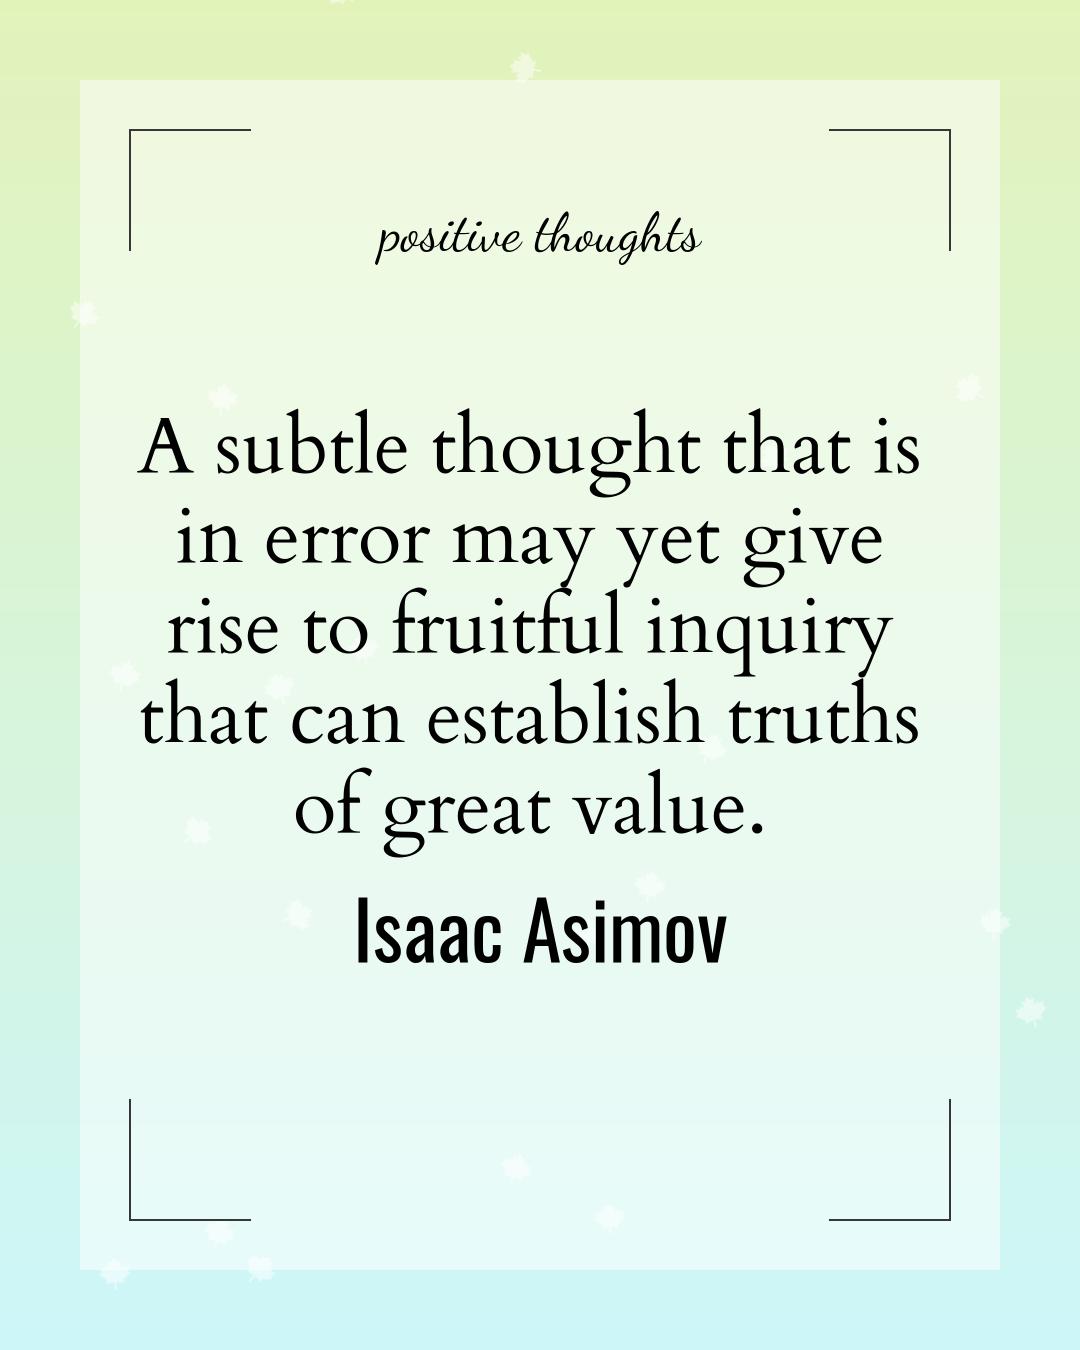 positive thoughts
A subtle thought that is
in error may yet give
rise to fruitful inquiry
that can establish truths
of great value.
Isaac Asimov